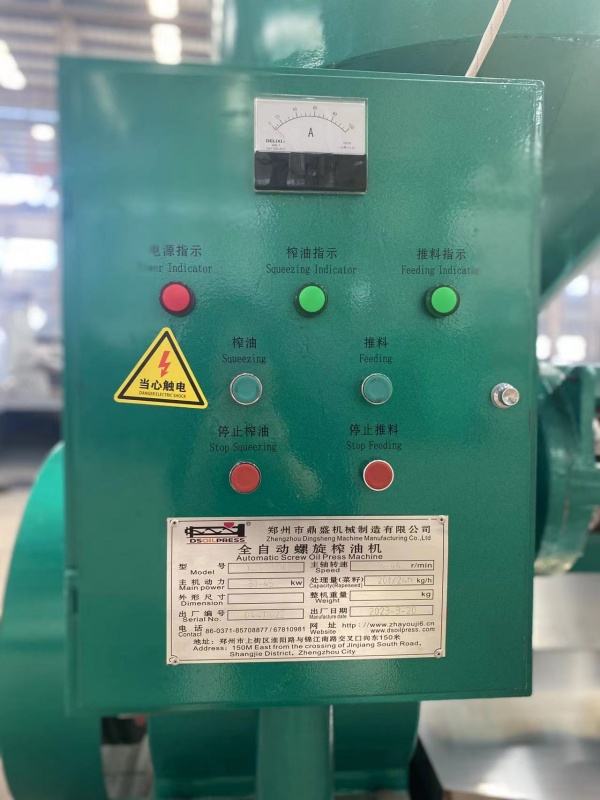 A
DELIXI
电源指示
Power Indicator
榨油指示
Squeezing Indicator
推料指示
Feeding Indicator
榨油
Squeezing
推料
Feeding
当心触电
DANGER ELECTRIC SHOCK
停止榨油
Stop Squeezing
停止推料
Stop Feeding
DSOILPRESS
郑州市鼎盛机械制造有限公司
Zhengzhou Dingsheng Machine Manufacturing Co.,Ltd
全自动螺旋榨油机
Automatic Screw Oil Press Machine
型号 Model
主轴转速 Speed r/min
主机动力 Main power kw
处理量(菜籽) Capacity(Rapeseed) kg/h
外形尺寸 Dimension
整机重量 Weight kg
出厂编号 Serial No.
出厂日期 Manufacture date 2023-9-20
电话 Contact 86-0371-85708877 / 67810981
网址 Website http://www.zhayouji6.cn
www.dsoilpress.com
地址: 郑州市上街区淮阳路与锦江南路交叉口向东150米
Address: 150M East from the crossing of Jinjiang South Road,
Shangjie District, Zhengzhou City